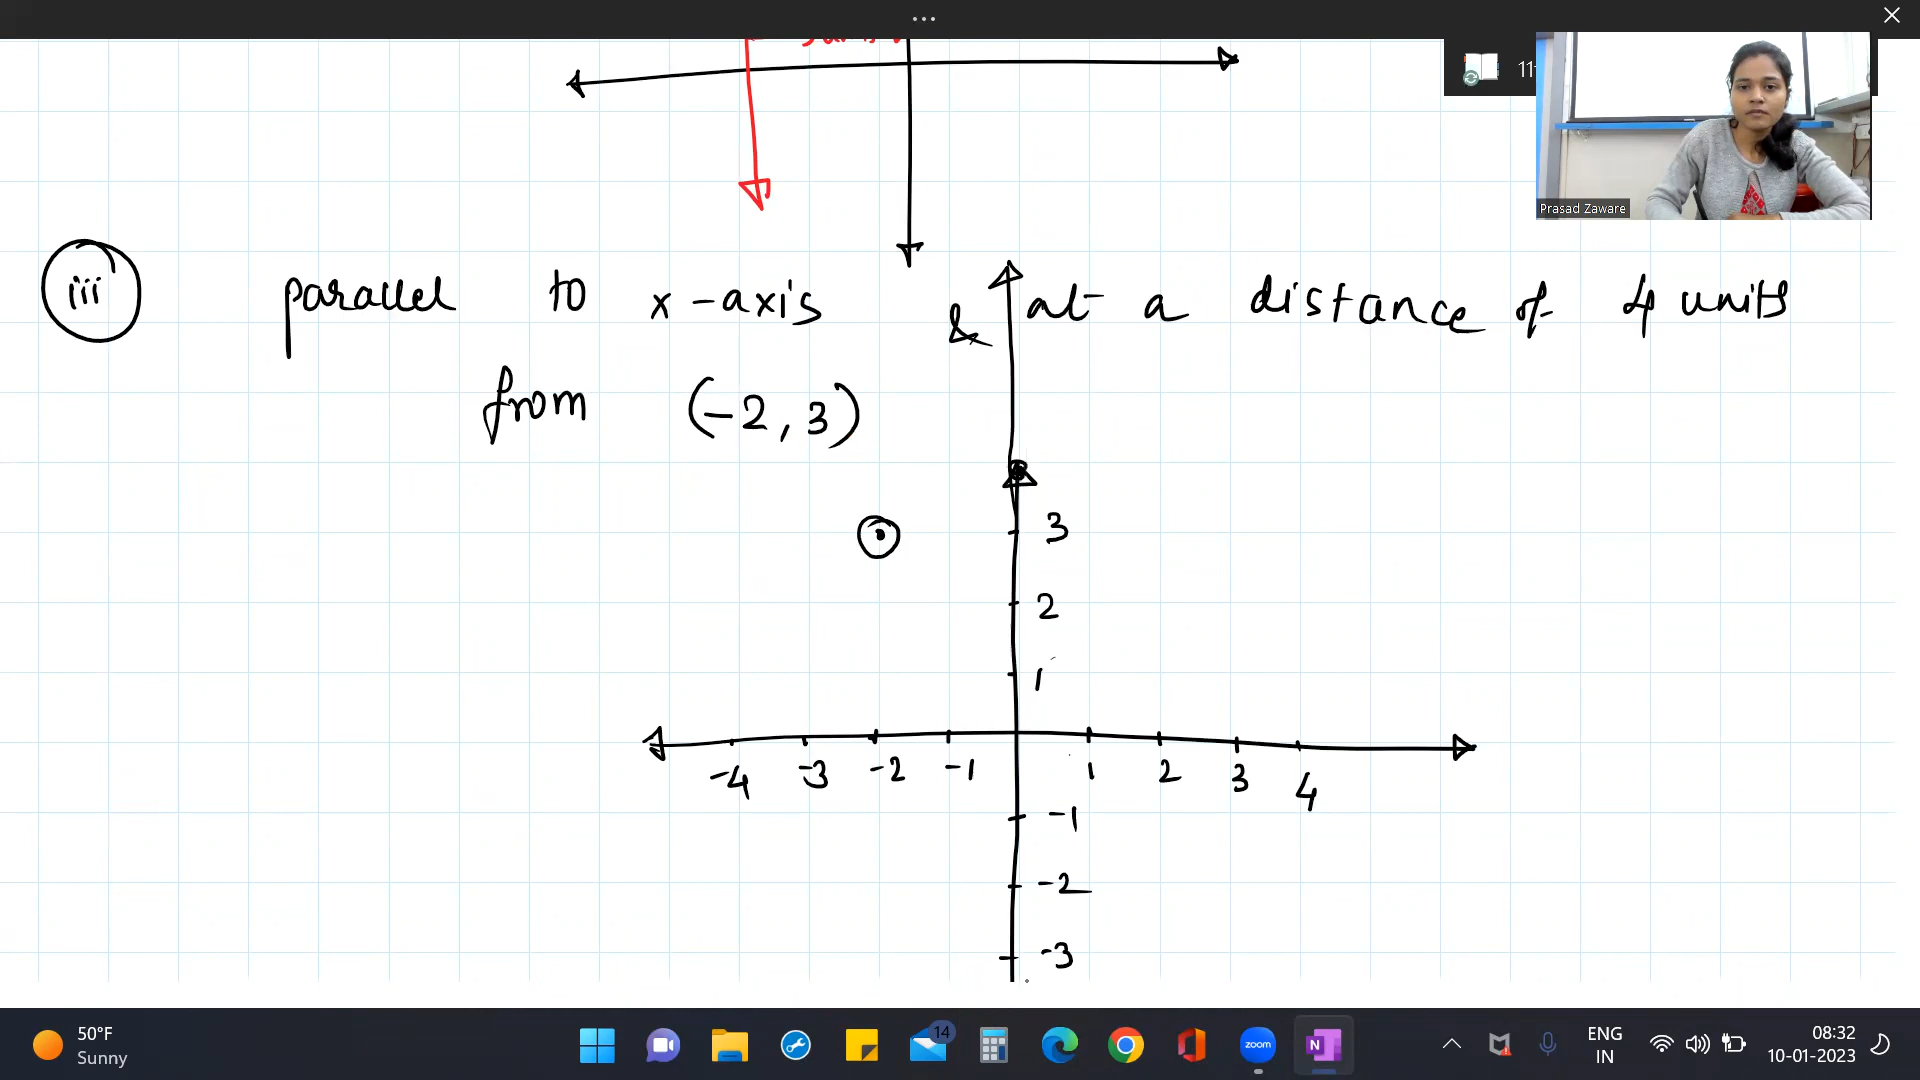 ...
11
Prasad Zaware
iii parallel to x-axis & at a distance of 4 units
from (-2, 3)
3
2
1
-4 -3 -2 -1 1 2 3 4
-1
-2
-3
50°F
Sunny
14
zoom
N
ENG
IN
08:32
10-01-2023